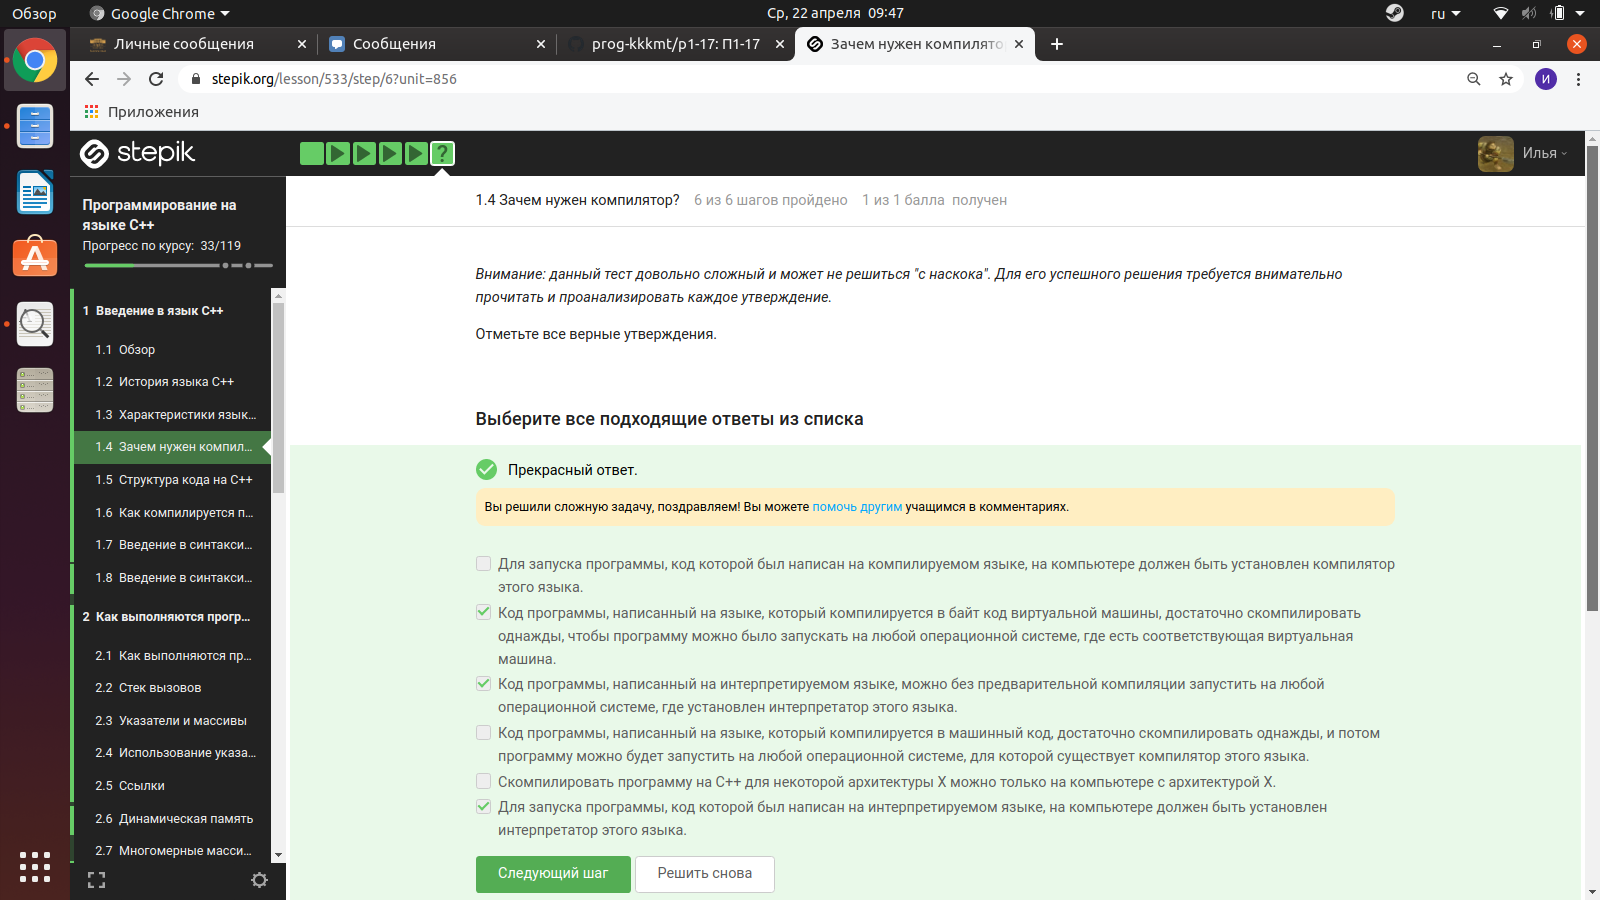 Обзор
Google Chrome
Ср, 22 апреля 09:47
ru
Личные сообщения
Сообщения
prog-kkkmt/p1-17: П1-17
Зачем нужен компилято
stepik.org/lesson/533/step/6?unit=856
И
Приложения
stepik
?
Илья
Программирование на
языке C++
Прогресс по курсу: 33/119
1 Введение в язык C++
1.1 Обзор
1.2 История языка C++
1.3 Характеристики язык...
1.4 Зачем нужен компил...
1.5 Структура кода на C++
1.6 Как компилируется п...
1.7 Введение в синтакси...
1.8 Введение в синтакси...
2 Как выполняются прогр...
2.1 Как выполняются пр...
2.2 Стек вызовов
2.3 Указатели и массивы
2.4 Использование указа...
2.5 Ссылки
2.6 Динамическая память
2.7 Многомерные масси...
1.4 Зачем нужен компилятор? 6 из 6 шагов пройдено 1 из 1 балла получен
Внимание: данный тест довольно сложный и может не решиться "с наскока". Для его успешного решения требуется внимательно
прочитать и проанализировать каждое утверждение.
Отметьте все верные утверждения.
Выберите все подходящие ответы из списка
Прекрасный ответ.
Вы решили сложную задачу, поздравляем! Вы можете помочь другим учащимся в комментариях.
Для запуска программы, код которой был написан на компилируемом языке, на компьютере должен быть установлен компилятор
этого языка.
Код программы, написанный на языке, который компилируется в байт код виртуальной машины, достаточно скомпилировать
однажды, чтобы программу можно было запускать на любой операционной системе, где есть соответствующая виртуальная
машина.
Код программы, написанный на интерпретируемом языке, можно без предварительной компиляции запустить на любой
операционной системе, где установлен интерпретатор этого языка.
Код программы, написанный на языке, который компилируется в машинный код, достаточно скомпилировать однажды, и потом
программу можно будет запустить на любой операционной системе, для которой существует компилятор этого языка.
Скомпилировать программу на C++ для некоторой архитектуры X можно только на компьютере с архитектурой X.
Для запуска программы, код которой был написан на интерпретируемом языке, на компьютере должен быть установлен
интерпретатор этого языка.
Следующий шаг
Решить снова